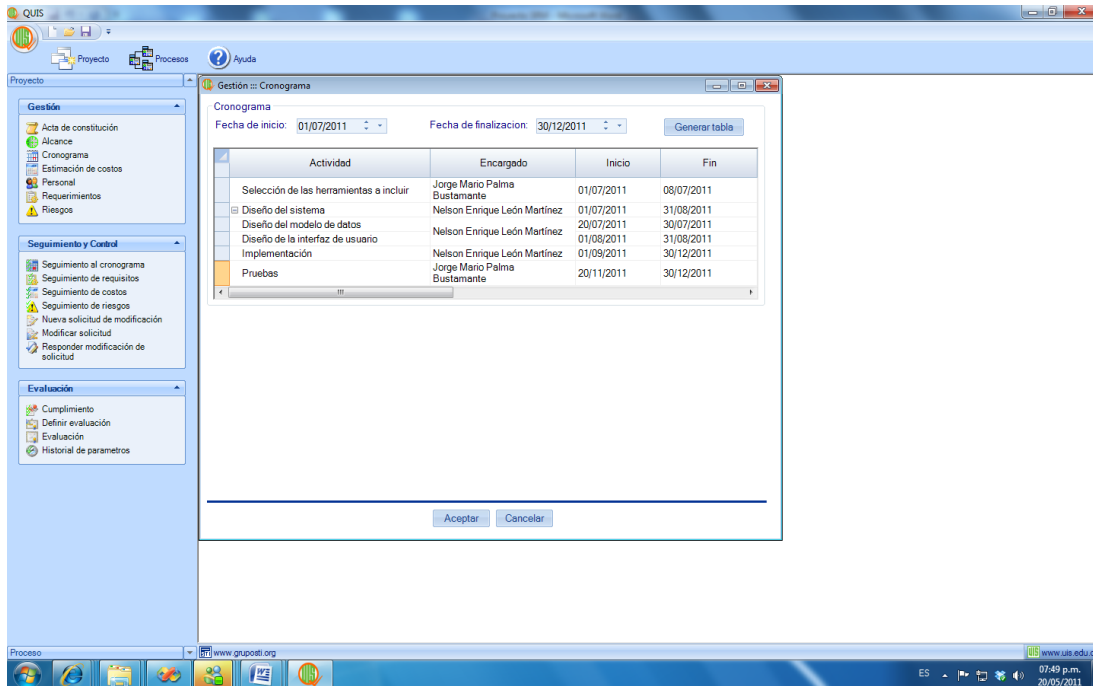 QUIS
Proyecto
Procesos
Ayuda
Proyecto
Gestión
Acta de constitución
Alcance
Cronograma
Estimación de costos
Personal
Requerimientos
Riesgos
Seguimiento y Control
Seguimiento al cronograma
Seguimiento de requisitos
Seguimiento de costos
Seguimiento de riesgos
Nueva solicitud de modificación
Modificar solicitud
Responder modificación de
solicitud
Evaluación
Cumplimiento
Definir evaluación
Evaluación
Historial de parametros
Gestión ::: Cronograma
Cronograma
Fecha de inicio: 01/07/2011 Fecha de finalizacion: 30/12/2011 Generar tabla
Actividad Encargado Inicio Fin
Selección de las herramientas a incluir Jorge Mario Palma Bustamante 01/07/2011 08/07/2011
Diseño del sistema Nelson Enrique León Martínez 01/07/2011 31/08/2011
Diseño del modelo de datos Nelson Enrique León Martínez 20/07/2011 30/07/2011
Diseño de la interfaz de usuario 01/08/2011 31/08/2011
Implementación Nelson Enrique León Martínez 01/09/2011 30/12/2011
Pruebas Jorge Mario Palma Bustamante 20/11/2011 30/12/2011
Aceptar Cancelar
Proceso
www.gruposti.org
www.uis.edu.c
ES
07:49 p.m.
20/05/2011